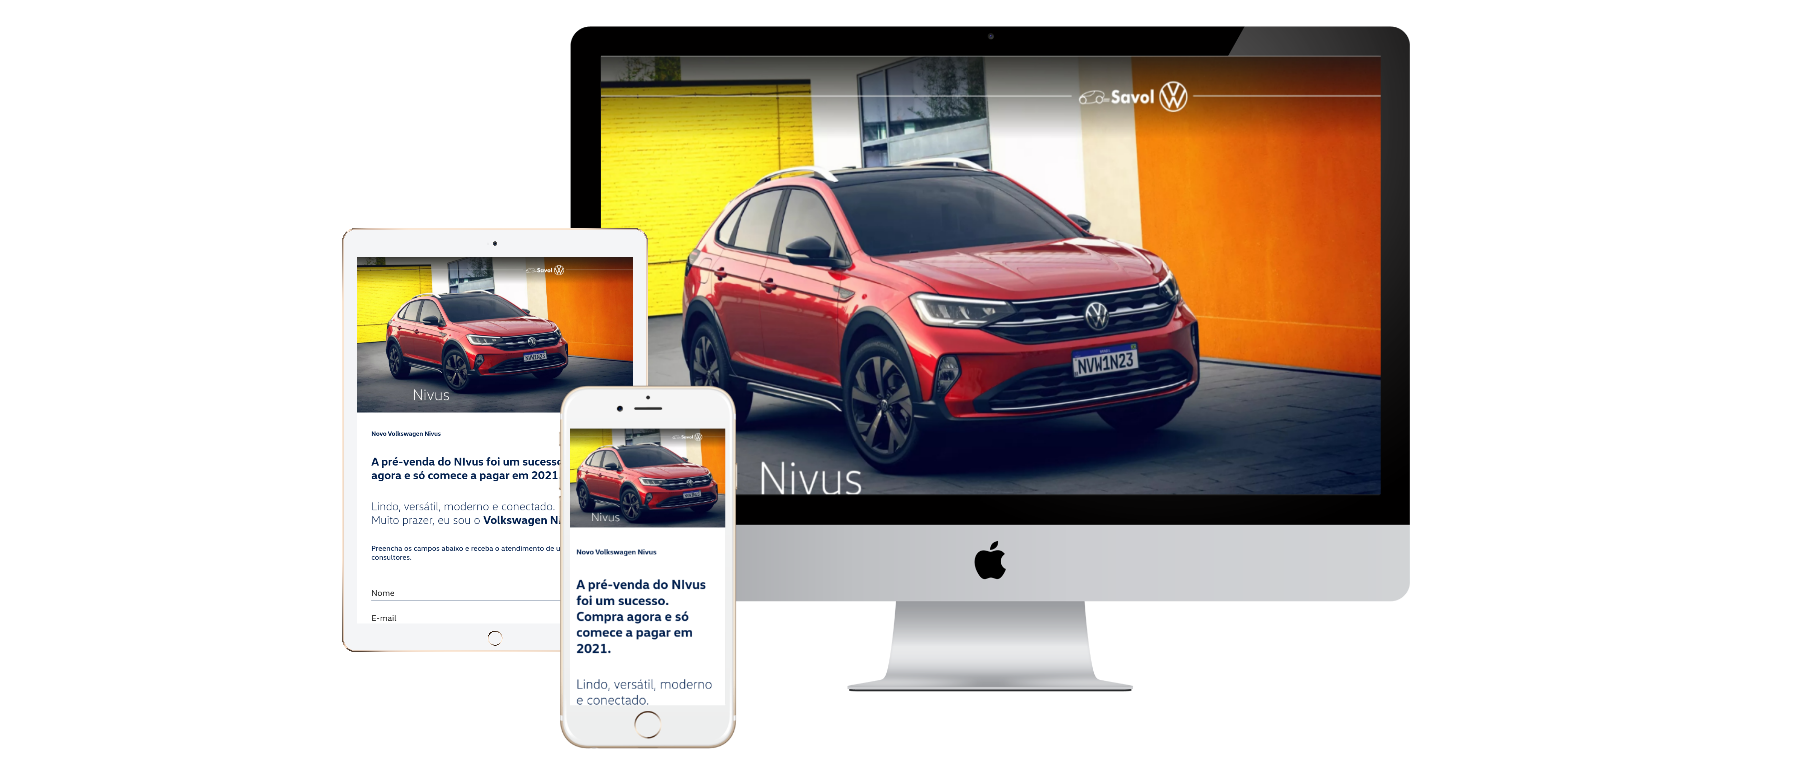 Savol
NVW1N23
Nivus
Savol
Nivus
Novo Volkswagen Nivus
A pré-venda do NIvus foi um sucesso
agora e só comece a pagar em 2021
Lindo, versátil, moderno e conectado.
Muito prazer, eu sou o Volkswagen N
Preencha os campos abaixo e receba o atendimento de u
consultores.
Nome
E-mail
Savol
Nivus
Novo Volkswagen Nivus
A pré-venda do NIvus
foi um sucesso.
Compra agora e só
comece a pagar em
2021.
Lindo, versátil, moderno
e conectado.